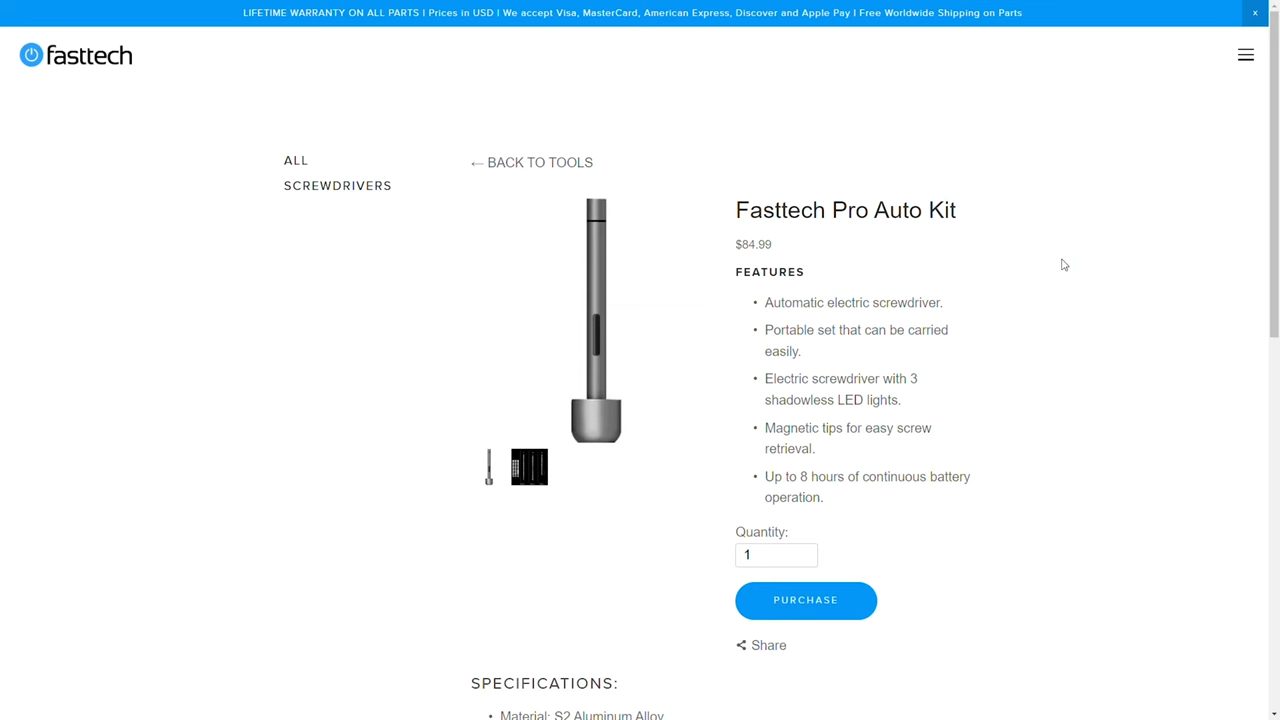 LIFETIME WARRANTY ON ALL PARTS | Prices in USD | We accept Visa, MasterCard, American Express, Discover and Apple Pay | Free Worldwide Shipping on Parts
x
fasttech
ALL
SCREWDRIVERS
← BACK TO TOOLS
Fasttech Pro Auto Kit
$84.99
FEATURES
• Automatic electric screwdriver.
• Portable set that can be carried
easily.
• Electric screwdriver with 3
shadowless LED lights.
• Magnetic tips for easy screw
retrieval.
• Up to 8 hours of continuous battery
operation.
Quantity:
1
PURCHASE
Share
SPECIFICATIONS:
• Material: S2 Aluminum Alloy